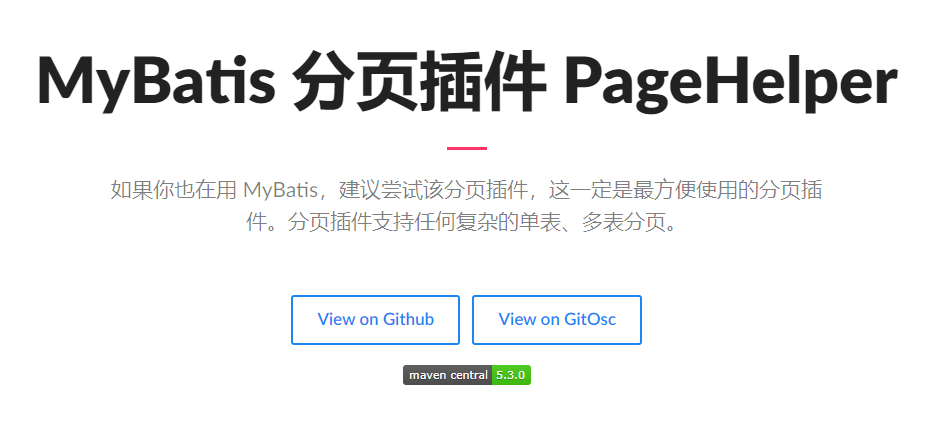 MyBatis 分页插件 PageHelper
如果你也在用 MyBatis，建议尝试该分页插件，这一定是最方便使用的分页插
件。分页插件支持任何复杂的单表、多表分页。
View on Github View on GitOsc
maven central 5.3.0